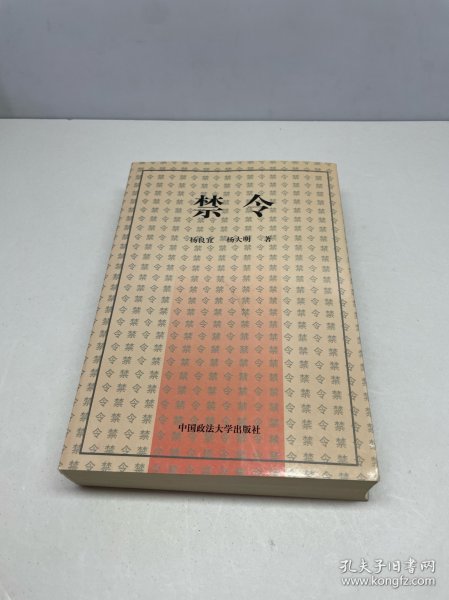 禁令
杨良宜 杨大明 著
中国政法大学出版社
孔夫子旧书网
www.kongfz.com